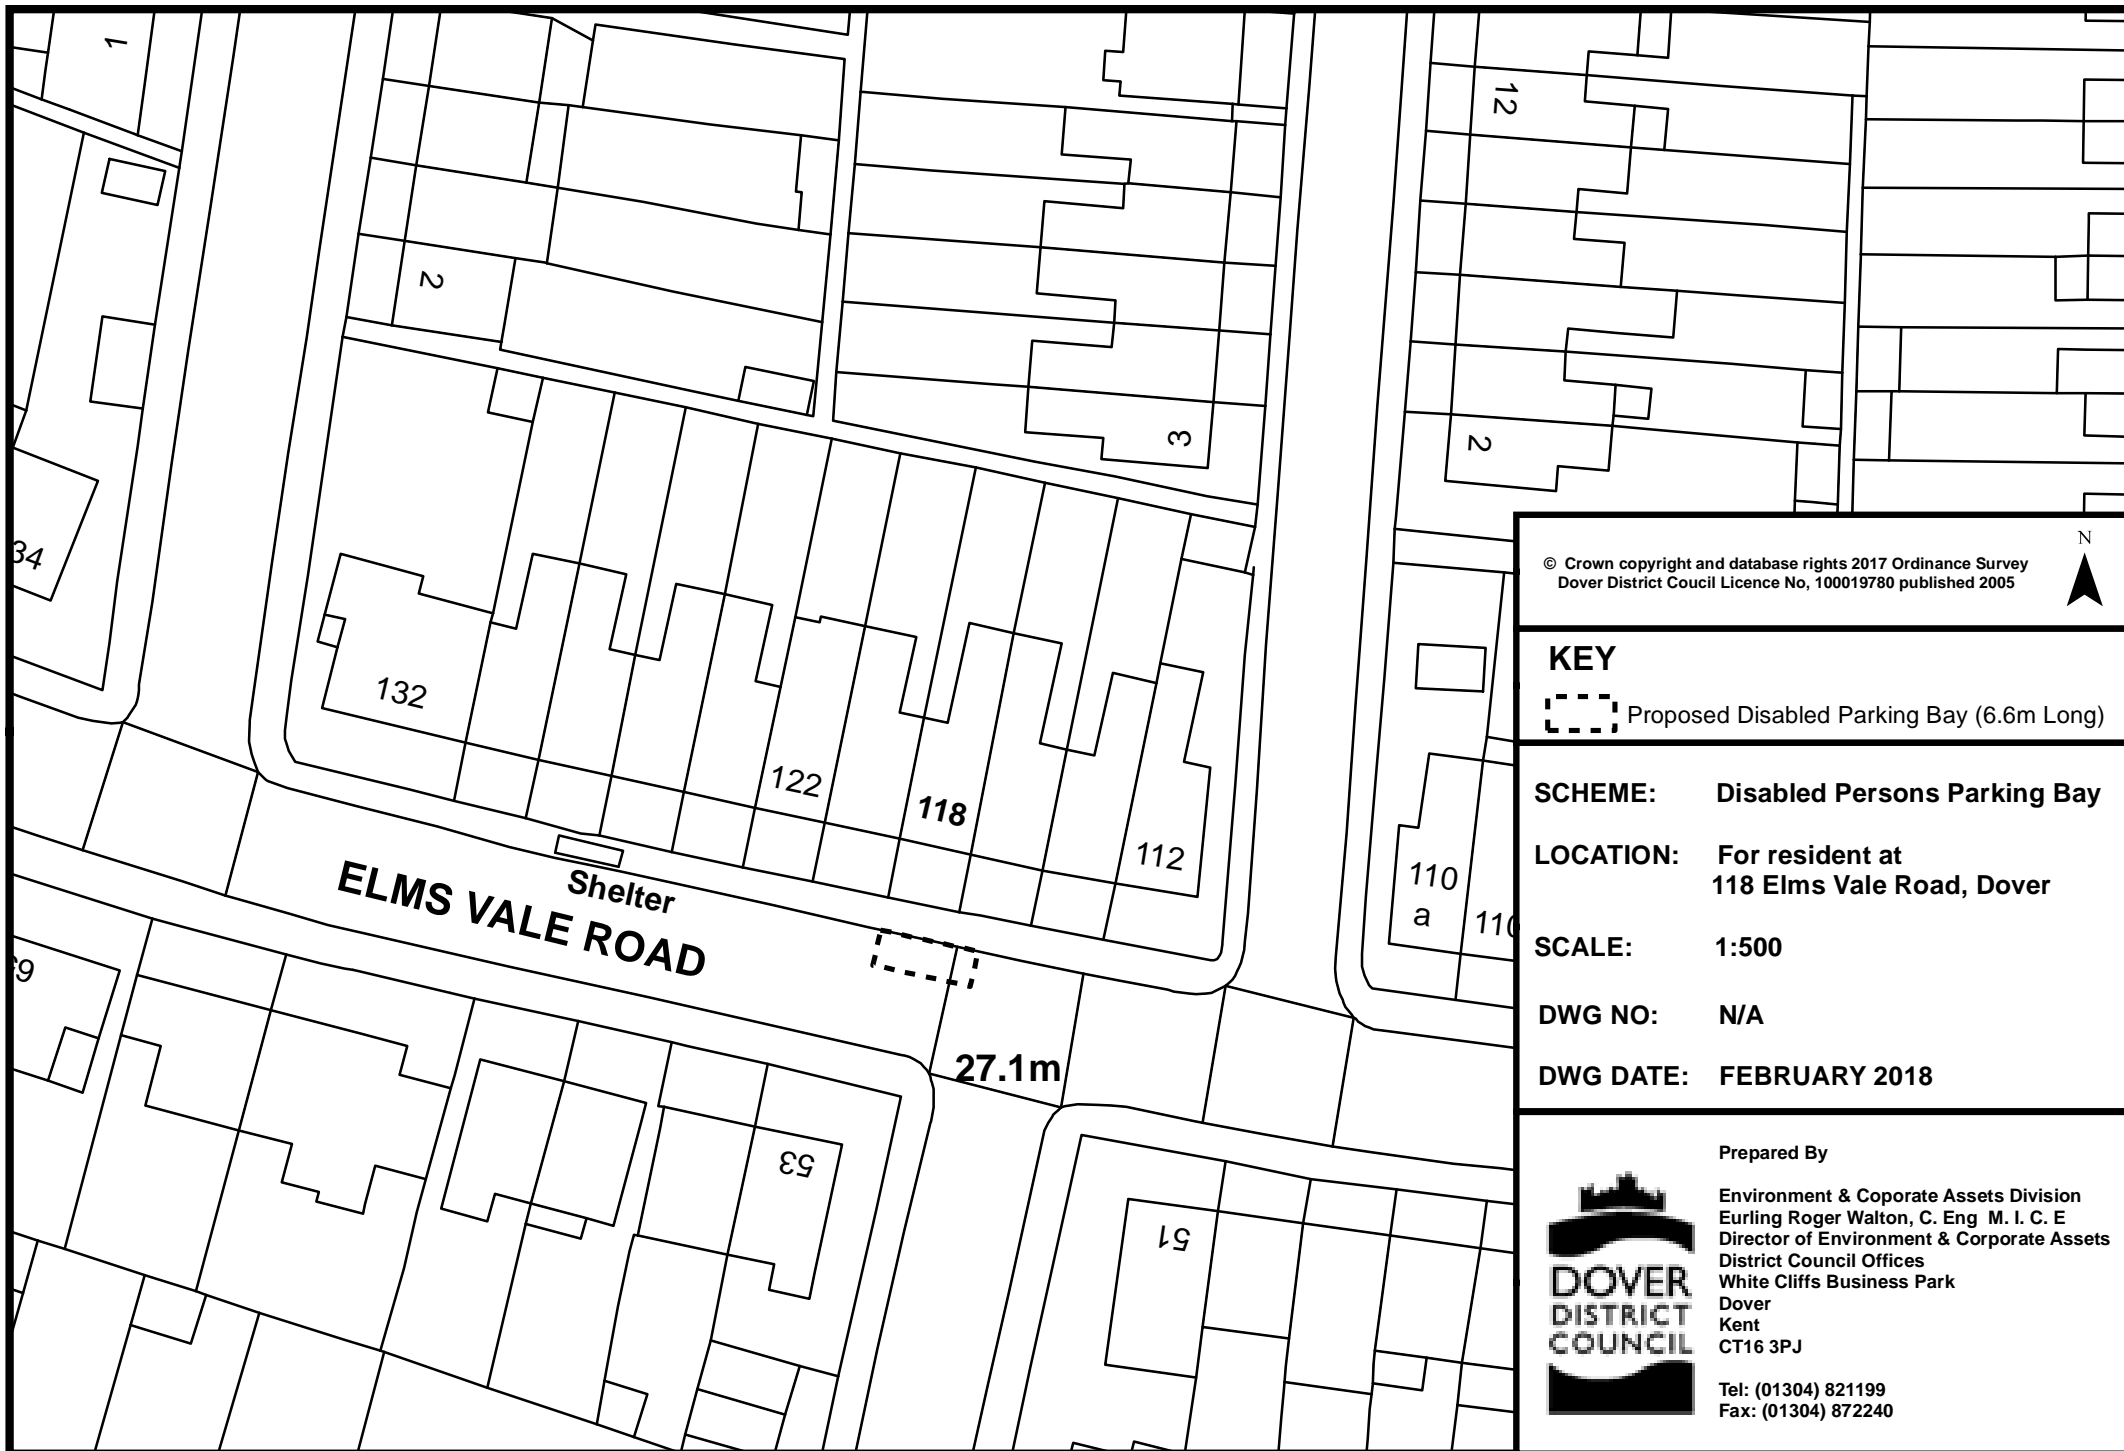 1
12
2
3
2
34
132
122
118
112
110
a
110
Shelter
ELMS VALE ROAD
27.1m
53
51
© Crown copyright and database rights 2017 Ordinance Survey
Dover District Coucil Licence No, 100019780 published 2005
N
KEY
Proposed Disabled Parking Bay (6.6m Long)
SCHEME: Disabled Persons Parking Bay
LOCATION: For resident at
118 Elms Vale Road, Dover
SCALE: 1:500
DWG NO: N/A
DWG DATE: FEBRUARY 2018
Prepared By
Environment & Coporate Assets Division
Eurling Roger Walton, C. Eng M. I. C. E
Director of Environment & Corporate Assets
District Council Offices
White Cliffs Business Park
Dover
Kent
CT16 3PJ
Tel: (01304) 821199
Fax: (01304) 872240
DOVER
DISTRICT
COUNCIL